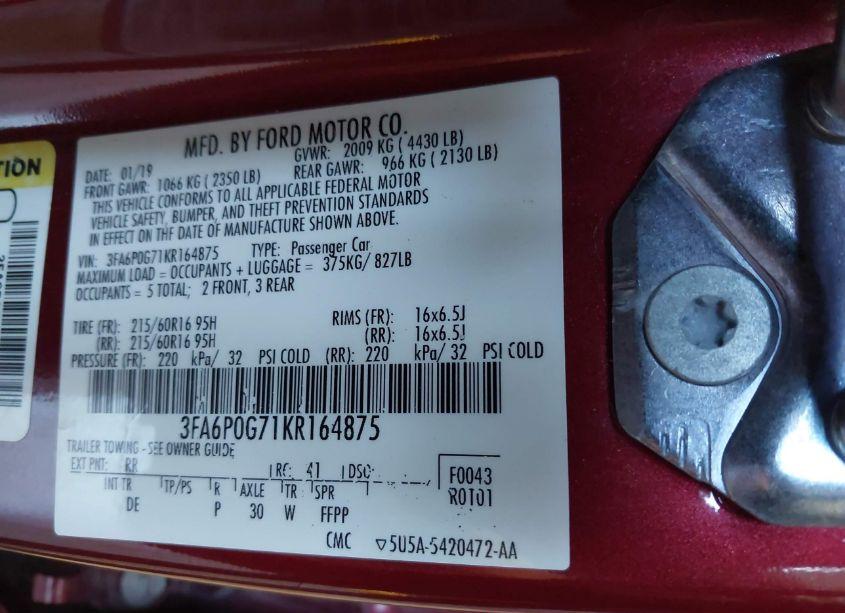 TION
MFD. BY FORD MOTOR CO.
DATE: 01/19 GVWR: 2009 KG ( 4430 LB)
FRONT GAWR: 1066 KG ( 2350 LB) REAR GAWR: 966 KG ( 2130 LB)
THIS VEHICLE CONFORMS TO ALL APPLICABLE FEDERAL MOTOR
VEHICLE SAFETY, BUMPER, AND THEFT PREVENTION STANDARDS
IN EFFECT ON THE DATE OF MANUFACTURE SHOWN ABOVE.
VIN: 3FA6P0G71KR164875 TYPE: Passenger Car
MAXIMUM LOAD = OCCUPANTS + LUGGAGE = 375KG/ 827LB
OCCUPANTS = 5 TOTAL; 2 FRONT, 3 REAR
TIRE (FR): 215/60R16 95H RIMS (FR): 16x6.5J
(RR): 215/60R16 95H (RR): 16x6.5J
PRESSURE (FR): 220 kPa/ 32 PSI COLD (RR): 220 kPa/ 32 PSI COLD
3FA6P0G71KR164875
TRAILER TOWING - SEE OWNER GUIDE
EXT PNT: RR RC: 41 DSO: F0043
INT TR TP/PS R AXLE TR SPR R0101
DE P 30 W FFPP
CMC ▽5U5A-5420472-AA